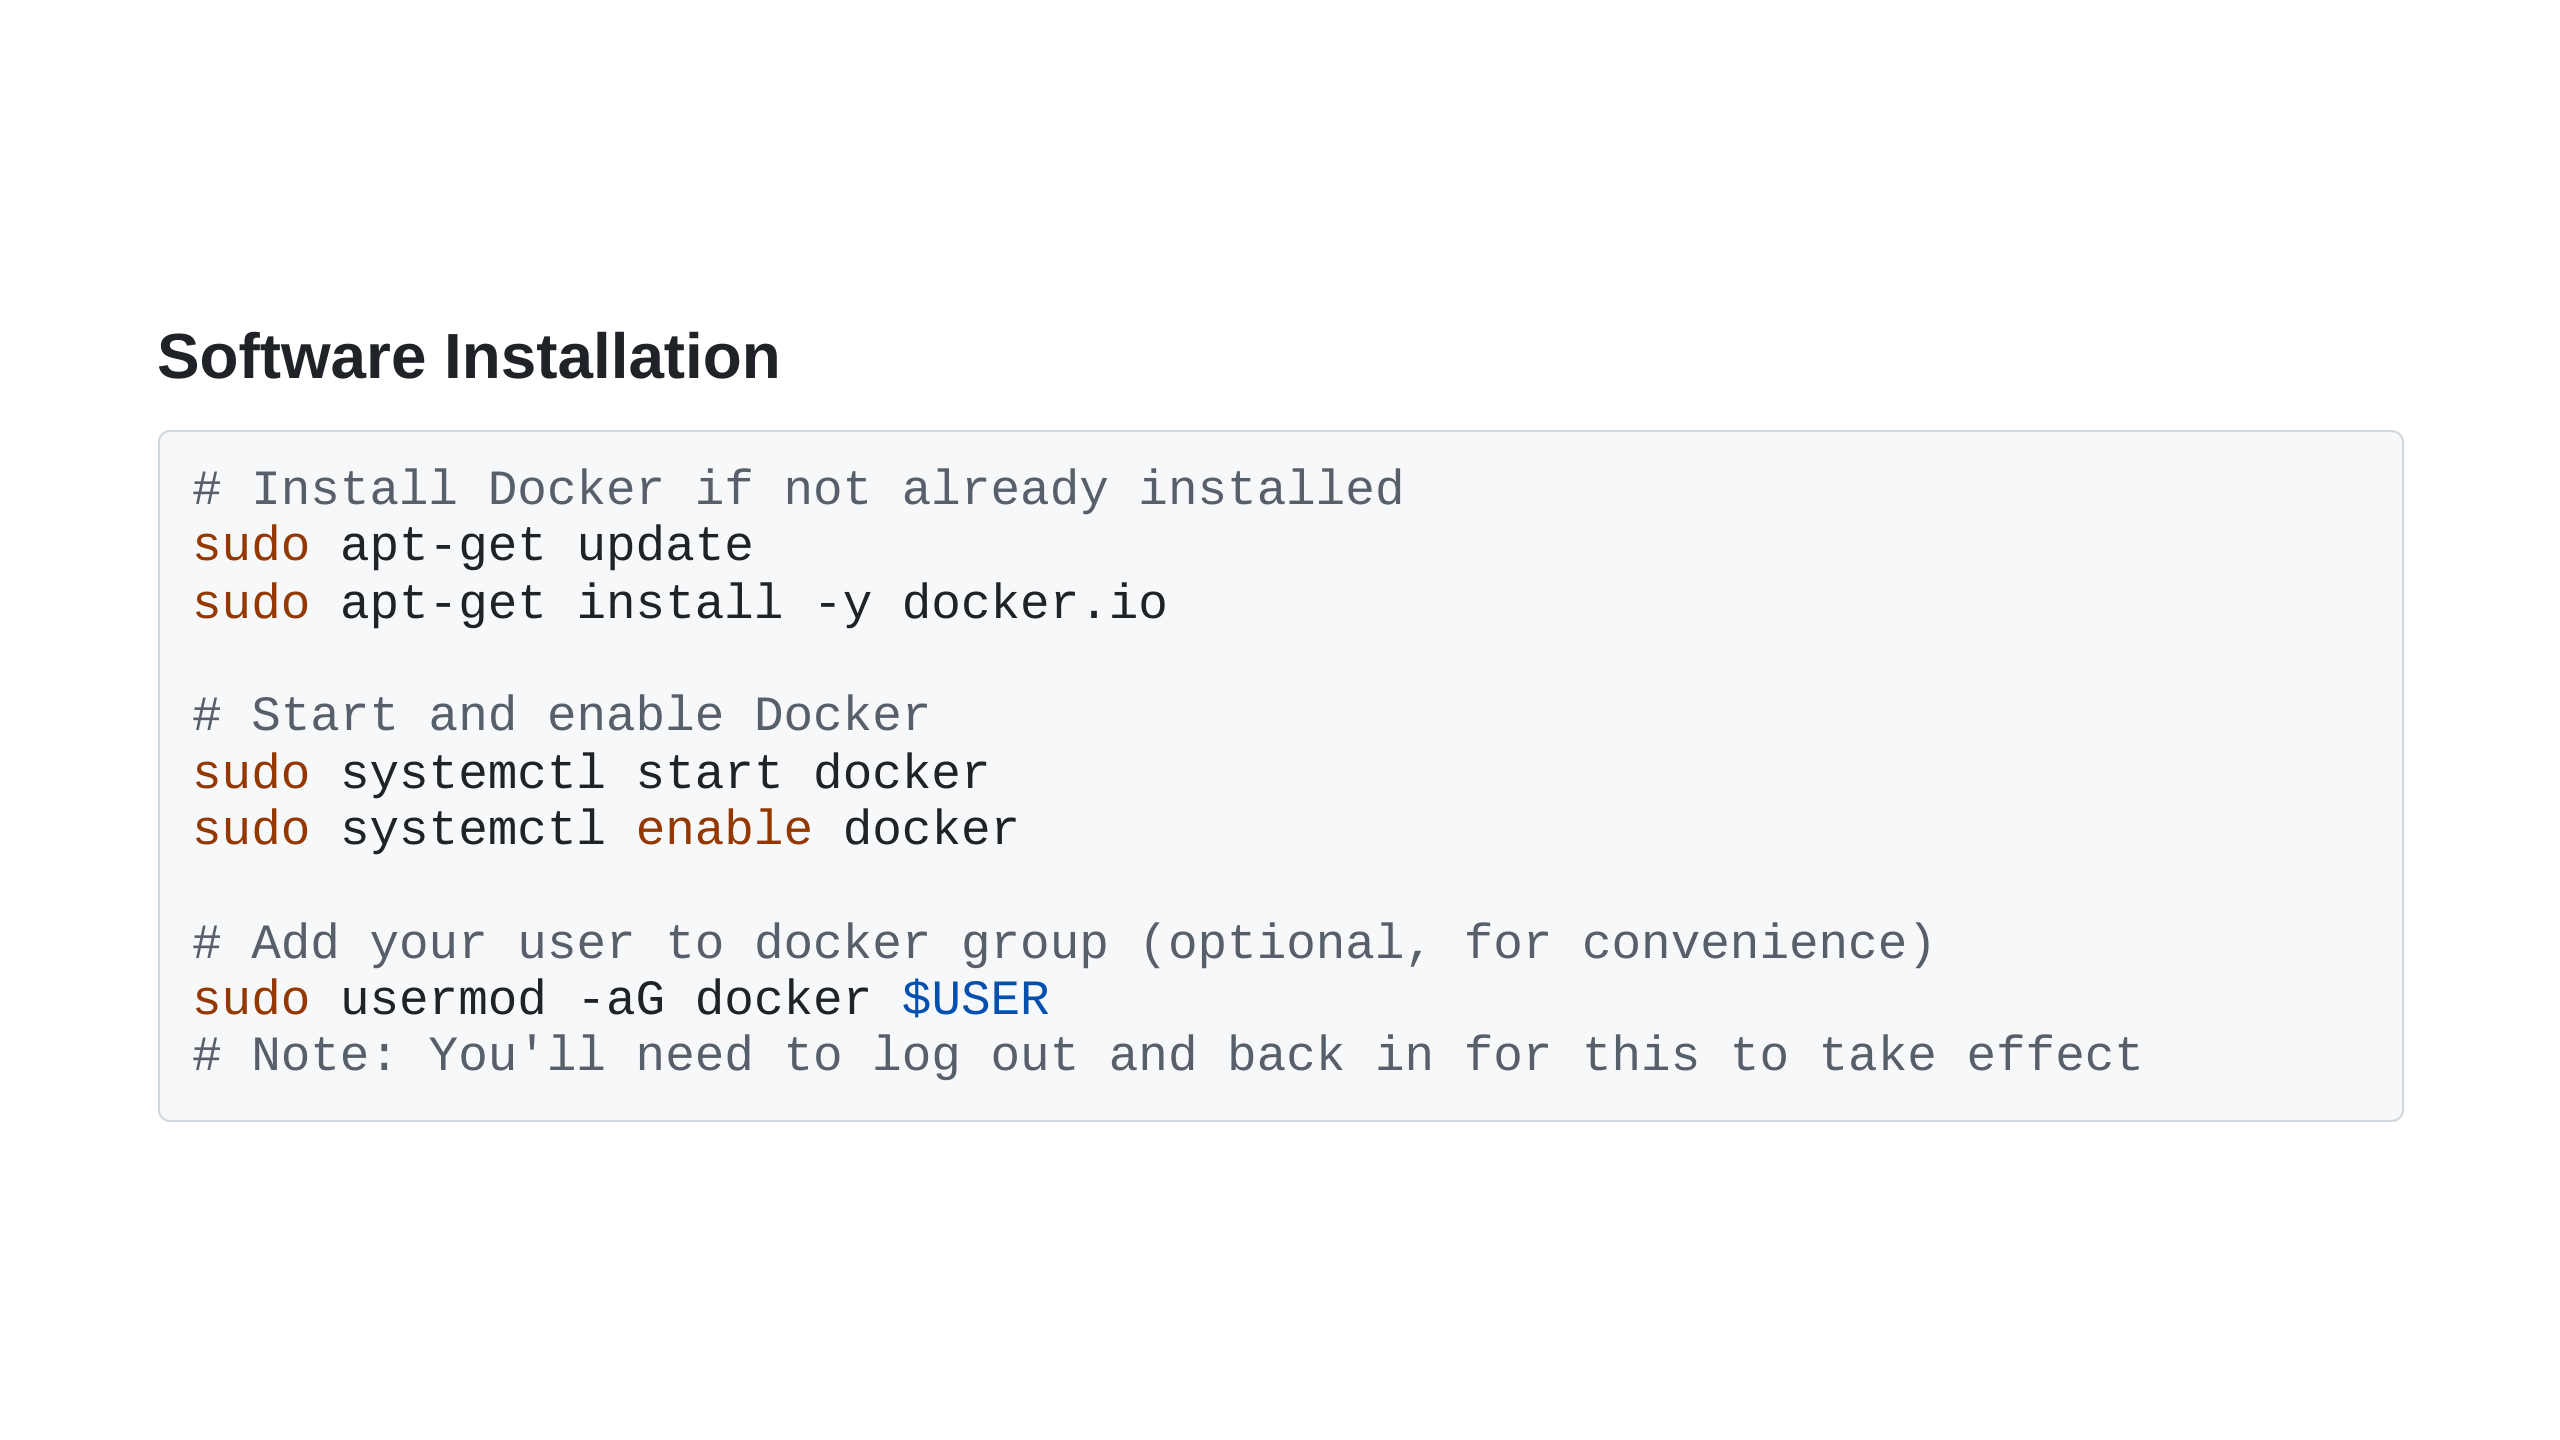 Software Installation
# Install Docker if not already installed
sudo apt-get update
sudo apt-get install -y docker.io
# Start and enable Docker
sudo systemctl start docker
sudo systemctl enable docker
# Add your user to docker group (optional, for convenience)
sudo usermod -aG docker $USER
# Note: You'll need to log out and back in for this to take effect